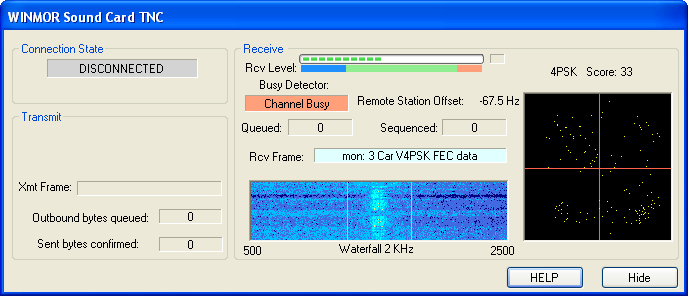 WINMOR Sound Card TNC
Connection State
DISCONNECTED
Transmit
Xmt Frame:
Outbound bytes queued: 0
Sent bytes confirmed: 0
Receive
Rcv Level:
Busy Detector:
Channel Busy
Remote Station Offset: -67.5 Hz
Queued: 0 Sequenced: 0
Rcv Frame: mon: 3 Car V4PSK FEC data
500 Waterfall 2 KHz 2500
4PSK Score: 33
HELP Hide